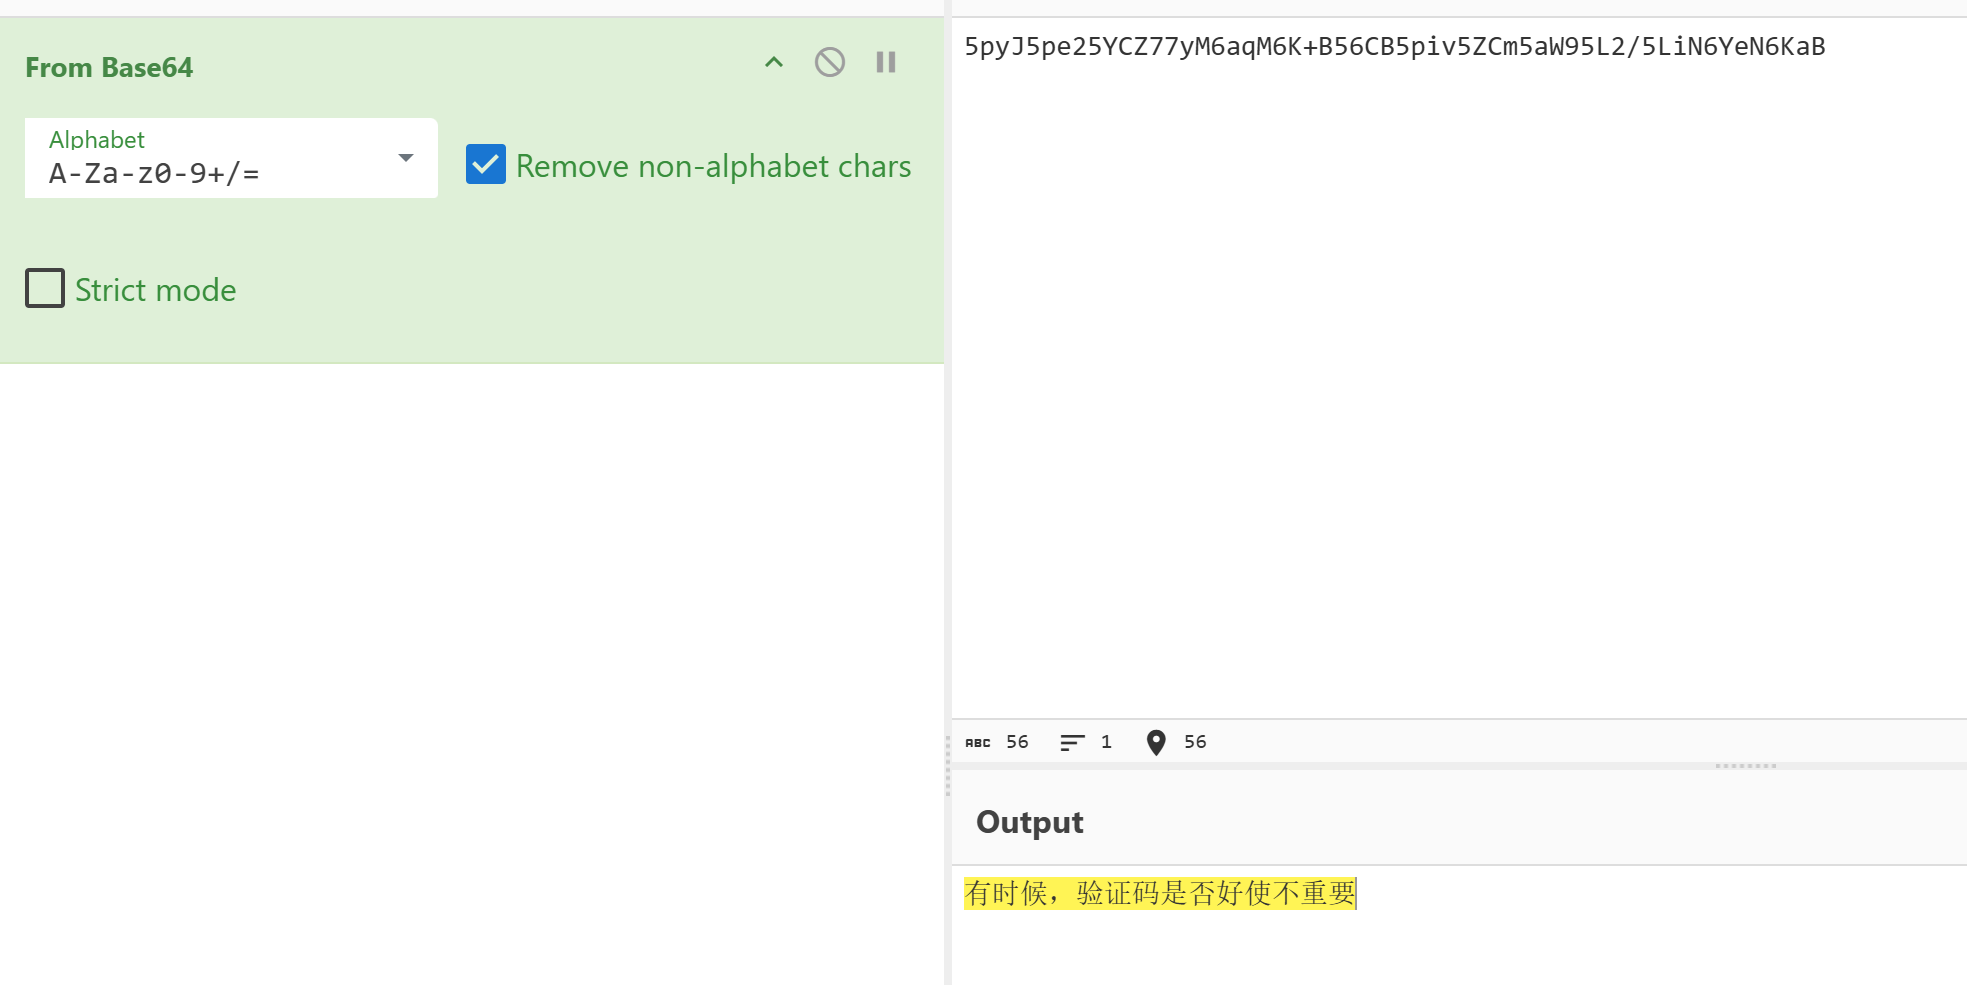 From Base64
Alphabet
A-Za-z0-9+/=
Remove non-alphabet chars
Strict mode
5pyJ5pe25YCZ77yM6aqM6K+B56CB5piv5ZCm5aW95L2/5LiN6YeN6KaB
ABC 56 1 56
Output
有时候，验证码是否好使不重要